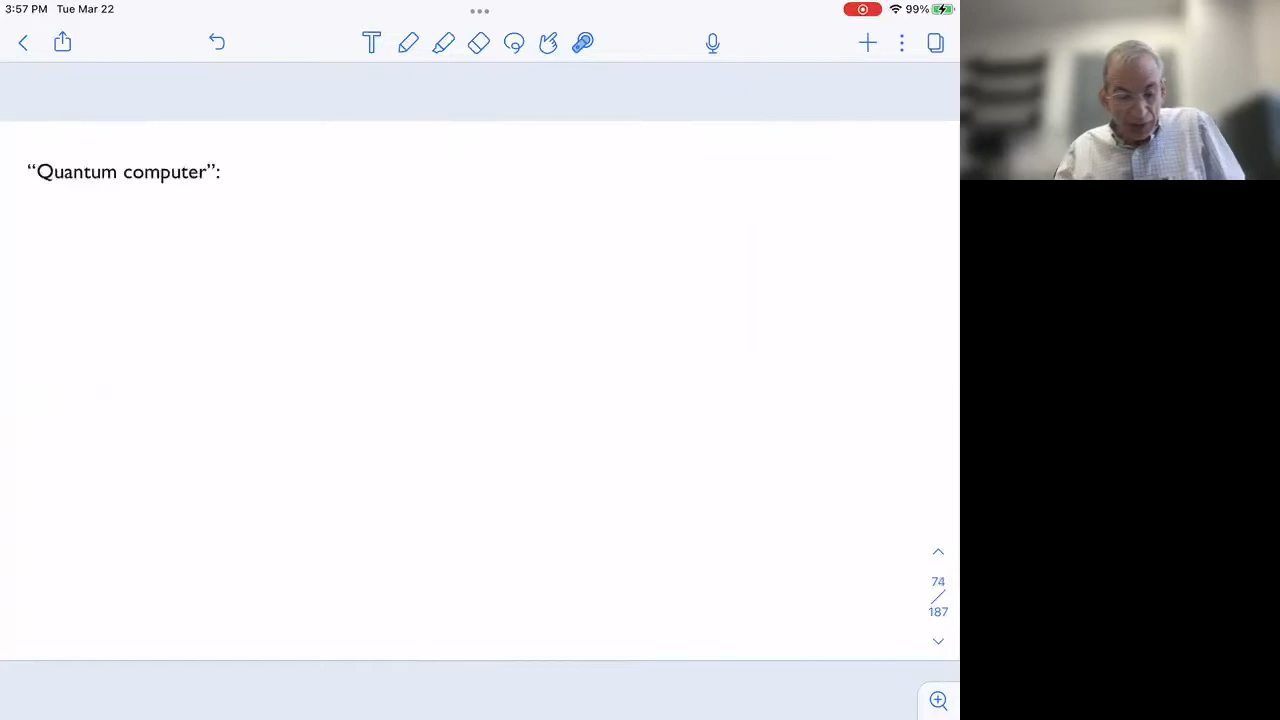 3:57 PM Tue Mar 22
99%
T
“Quantum computer”:
74
187